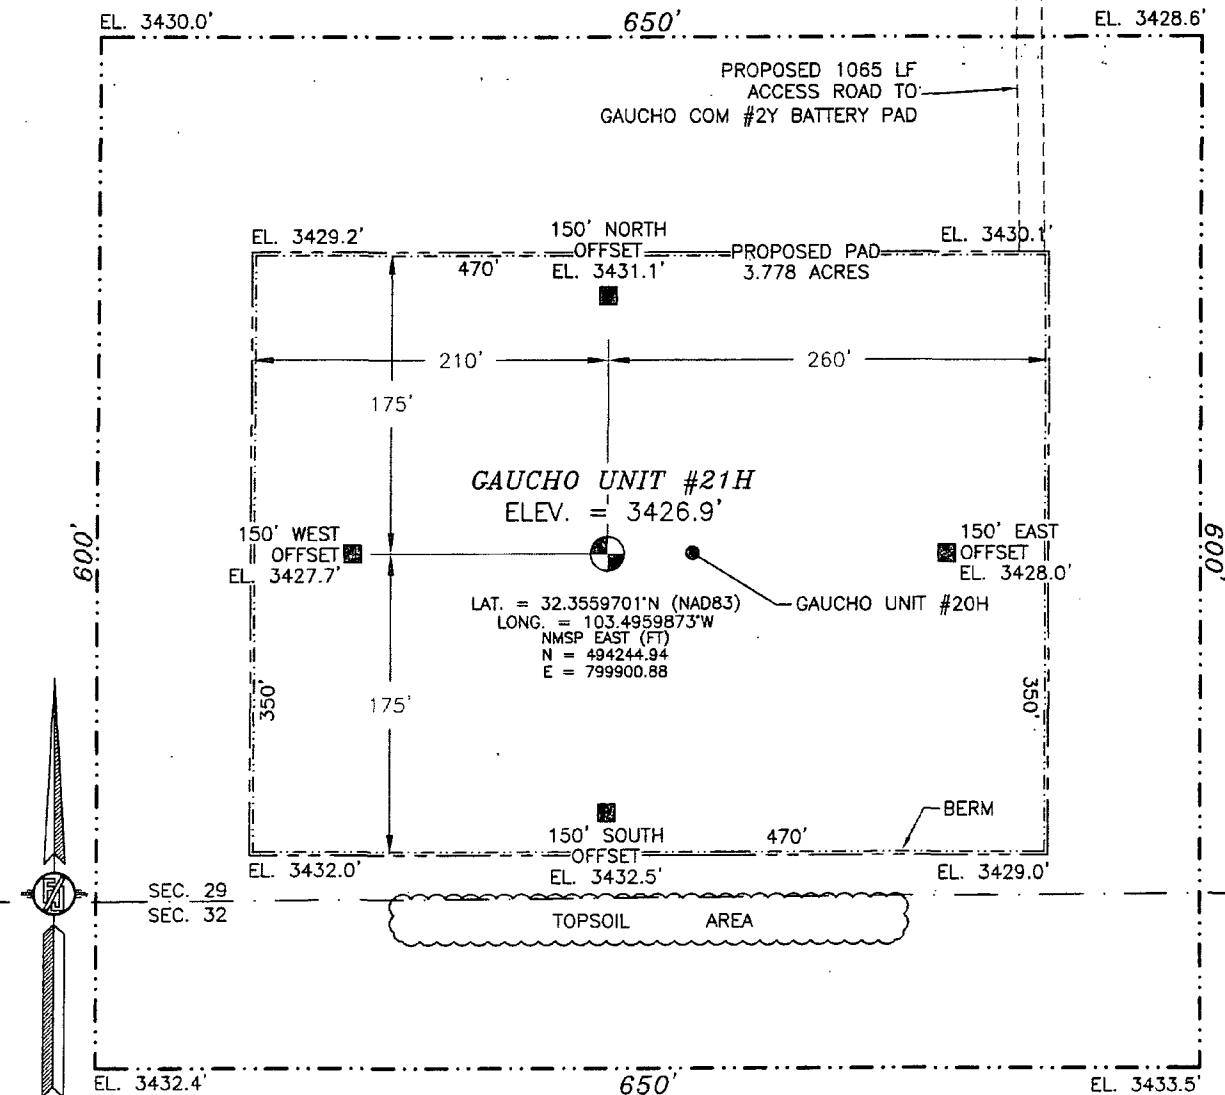 EL. 3430.0'
650'
EL. 3428.6'
PROPOSED 1065 LF
ACCESS ROAD TO
GAUCHO COM #2Y BATTERY PAD
EL. 3429.2'
150' NORTH
OFFSET
EL. 3431.1'
470'
PROPOSED PAD
3.778 ACRES
EL. 3430.1'
210'
260'
175'
GAUCHO UNIT #21H
ELEV. = 3426.9'
600'
150' WEST
OFFSET
EL. 3427.7'
150' EAST
OFFSET
EL. 3428.0'
600'
GAUCHO UNIT #20H
LAT. = 32.3559701°N (NAD83)
LONG. = 103.4959873°W
NMSP EAST (FT)
N = 494244.94
E = 799900.88
350'
175'
350'
BERM
150' SOUTH
OFFSET
EL. 3432.5'
470'
EL. 3432.0'
EL. 3429.0'
SEC. 29
SEC. 32
TOPSOIL AREA
EL. 3432.4'
650'
EL. 3433.5'